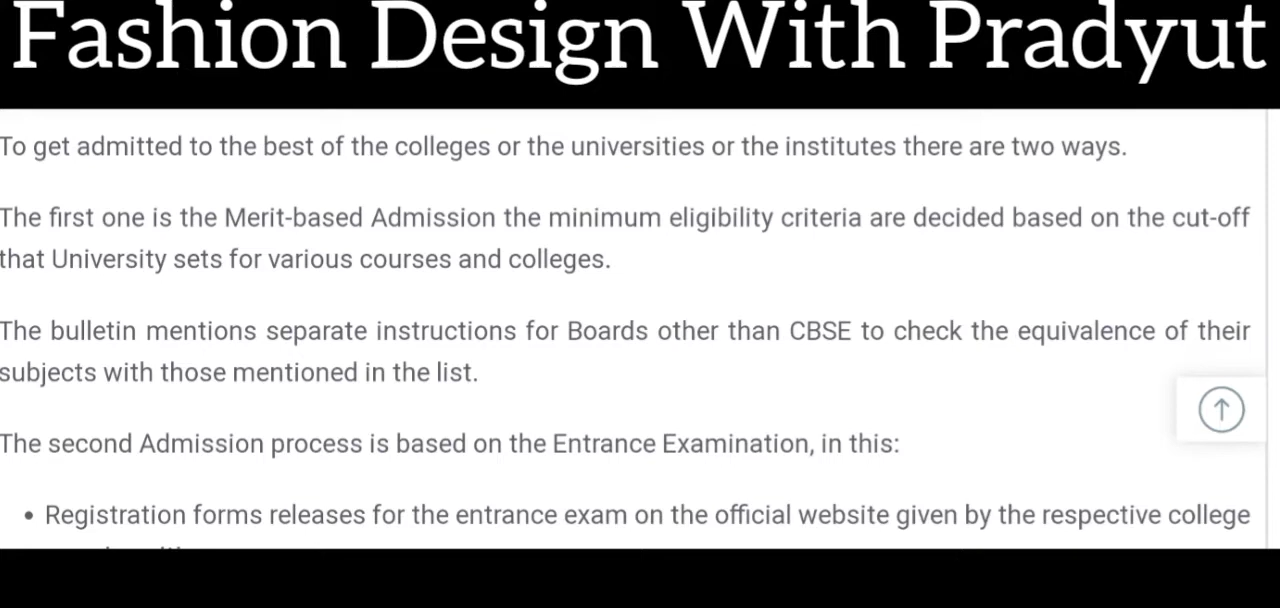 Fashion Design With Pradyut
To get admitted to the best of the colleges or the universities or the institutes there are two ways.
The first one is the Merit-based Admission the minimum eligibility criteria are decided based on the cut-off
that University sets for various courses and colleges.
The bulletin mentions separate instructions for Boards other than CBSE to check the equivalence of their
subjects with those mentioned in the list.
The second Admission process is based on the Entrance Examination, in this:
• Registration forms releases for the entrance exam on the official website given by the respective college